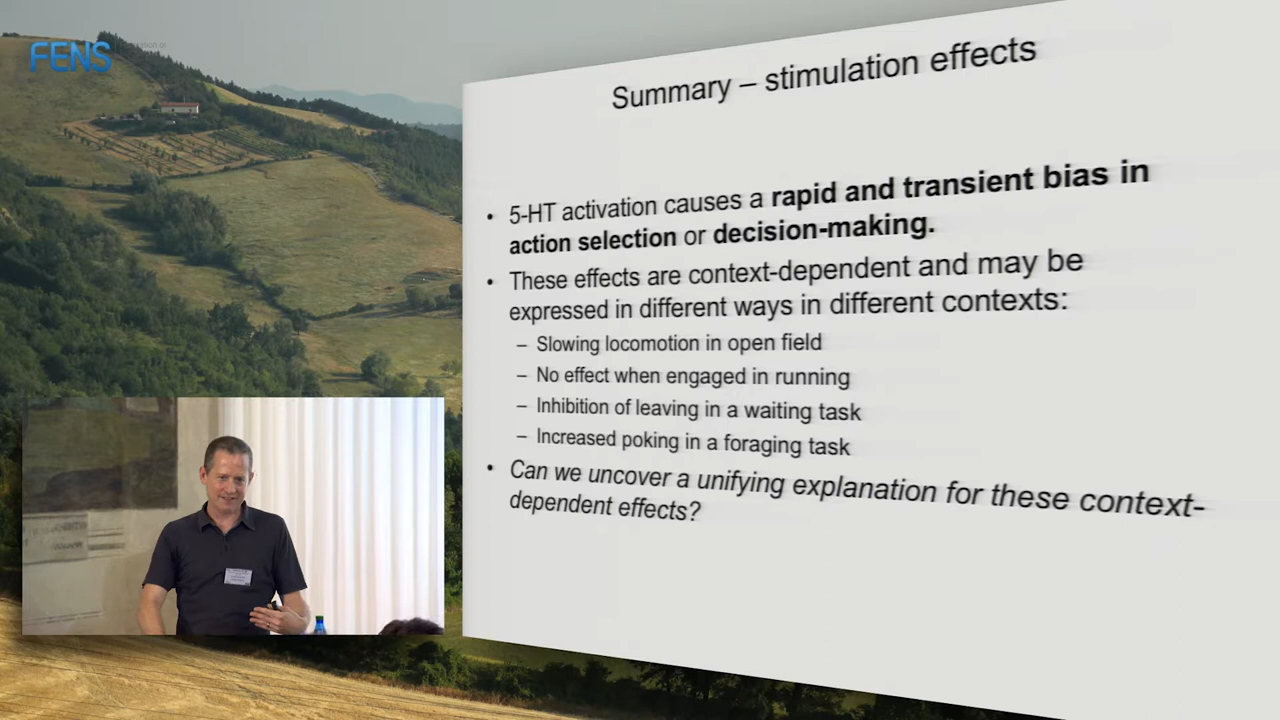 FENS
Summary – stimulation effects
• 5-HT activation causes a rapid and transient bias in
action selection or decision-making.
• These effects are context-dependent and may be
expressed in different ways in different contexts:
– Slowing locomotion in open field
– No effect when engaged in running
– Inhibition of leaving in a waiting task
– Increased poking in a foraging task
• Can we uncover a unifying explanation for these context-
dependent effects?